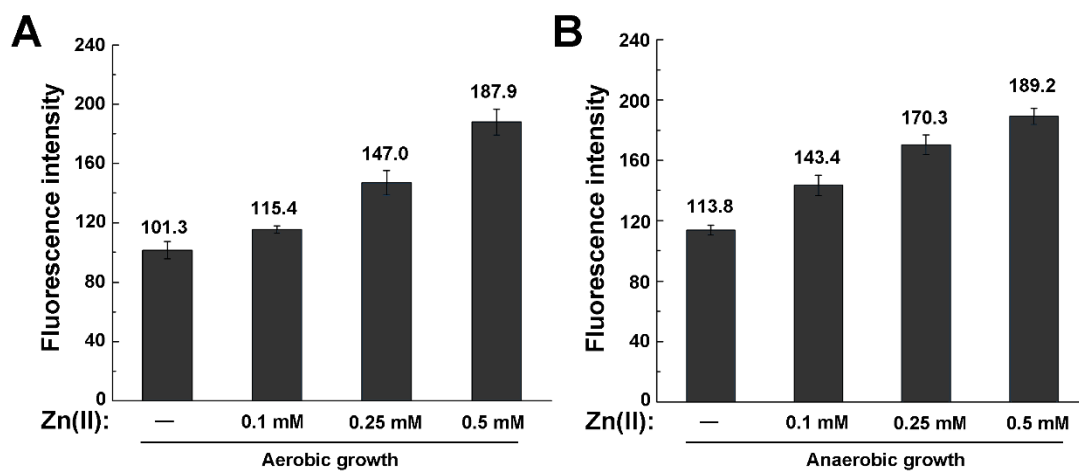 A
Fluorescence intensity
240
200
160
120
80
40
0
101.3
115.4
147.0
187.9
Zn(II): — 0.1 mM 0.25 mM 0.5 mM
Aerobic growth
B
Fluorescence intensity
240
200
160
120
80
40
0
113.8
143.4
170.3
189.2
Zn(II): — 0.1 mM 0.25 mM 0.5 mM
Anaerobic growth